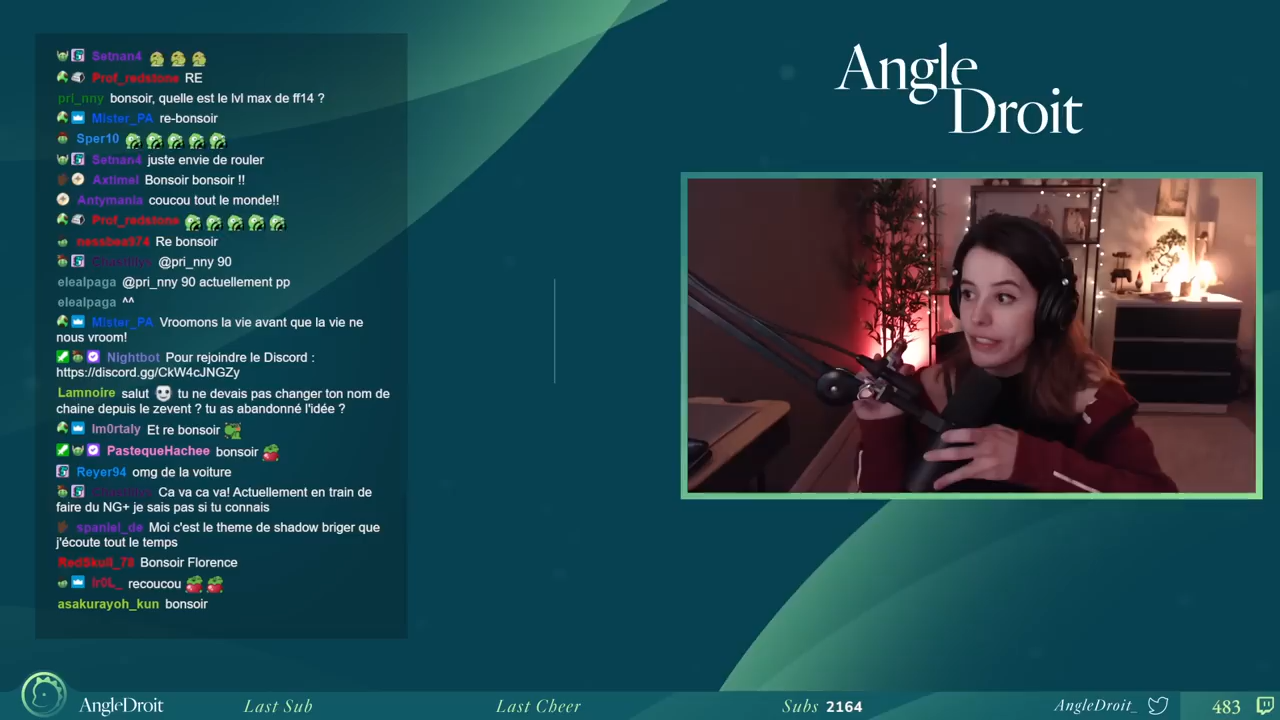 Angle
Droit
Setnan4
Prof_redstone RE
pri_nny bonsoir, quelle est le lvl max de ff14 ?
Mister_PA re-bonsoir
Sper10
Setnan4 juste envie de rouler
Axtimel Bonsoir bonsoir !!
Antymania coucou tout le monde!!
Prof_redstone
nessbea974 Re bonsoir
@pri_nny 90
elealpaga @pri_nny 90 actuellement pp
elealpaga ^^
Mister_PA Vroomons la vie avant que la vie ne
nous vroom!
Nightbot Pour rejoindre le Discord :
https://discord.gg/CkW4cJNGZy
Lamnoire salut tu ne devais pas changer ton nom de
chaine depuis le zevent ? tu as abandonné l'idée ?
Im0rtaly Et re bonsoir
PastequeHachee bonsoir
Reyer94 omg de la voiture
Ca va ca va! Actuellement en train de
faire du NG+ je sais pas si tu connais
spaniel_de Moi c'est le theme de shadow briger que
j'écoute tout le temps
RedSkull_78 Bonsoir Florence
Ir0L_ recoucou
asakurayoh_kun bonsoir
AngleDroit
Last Sub
Last Cheer
Subs 2164
AngleDroit_
483